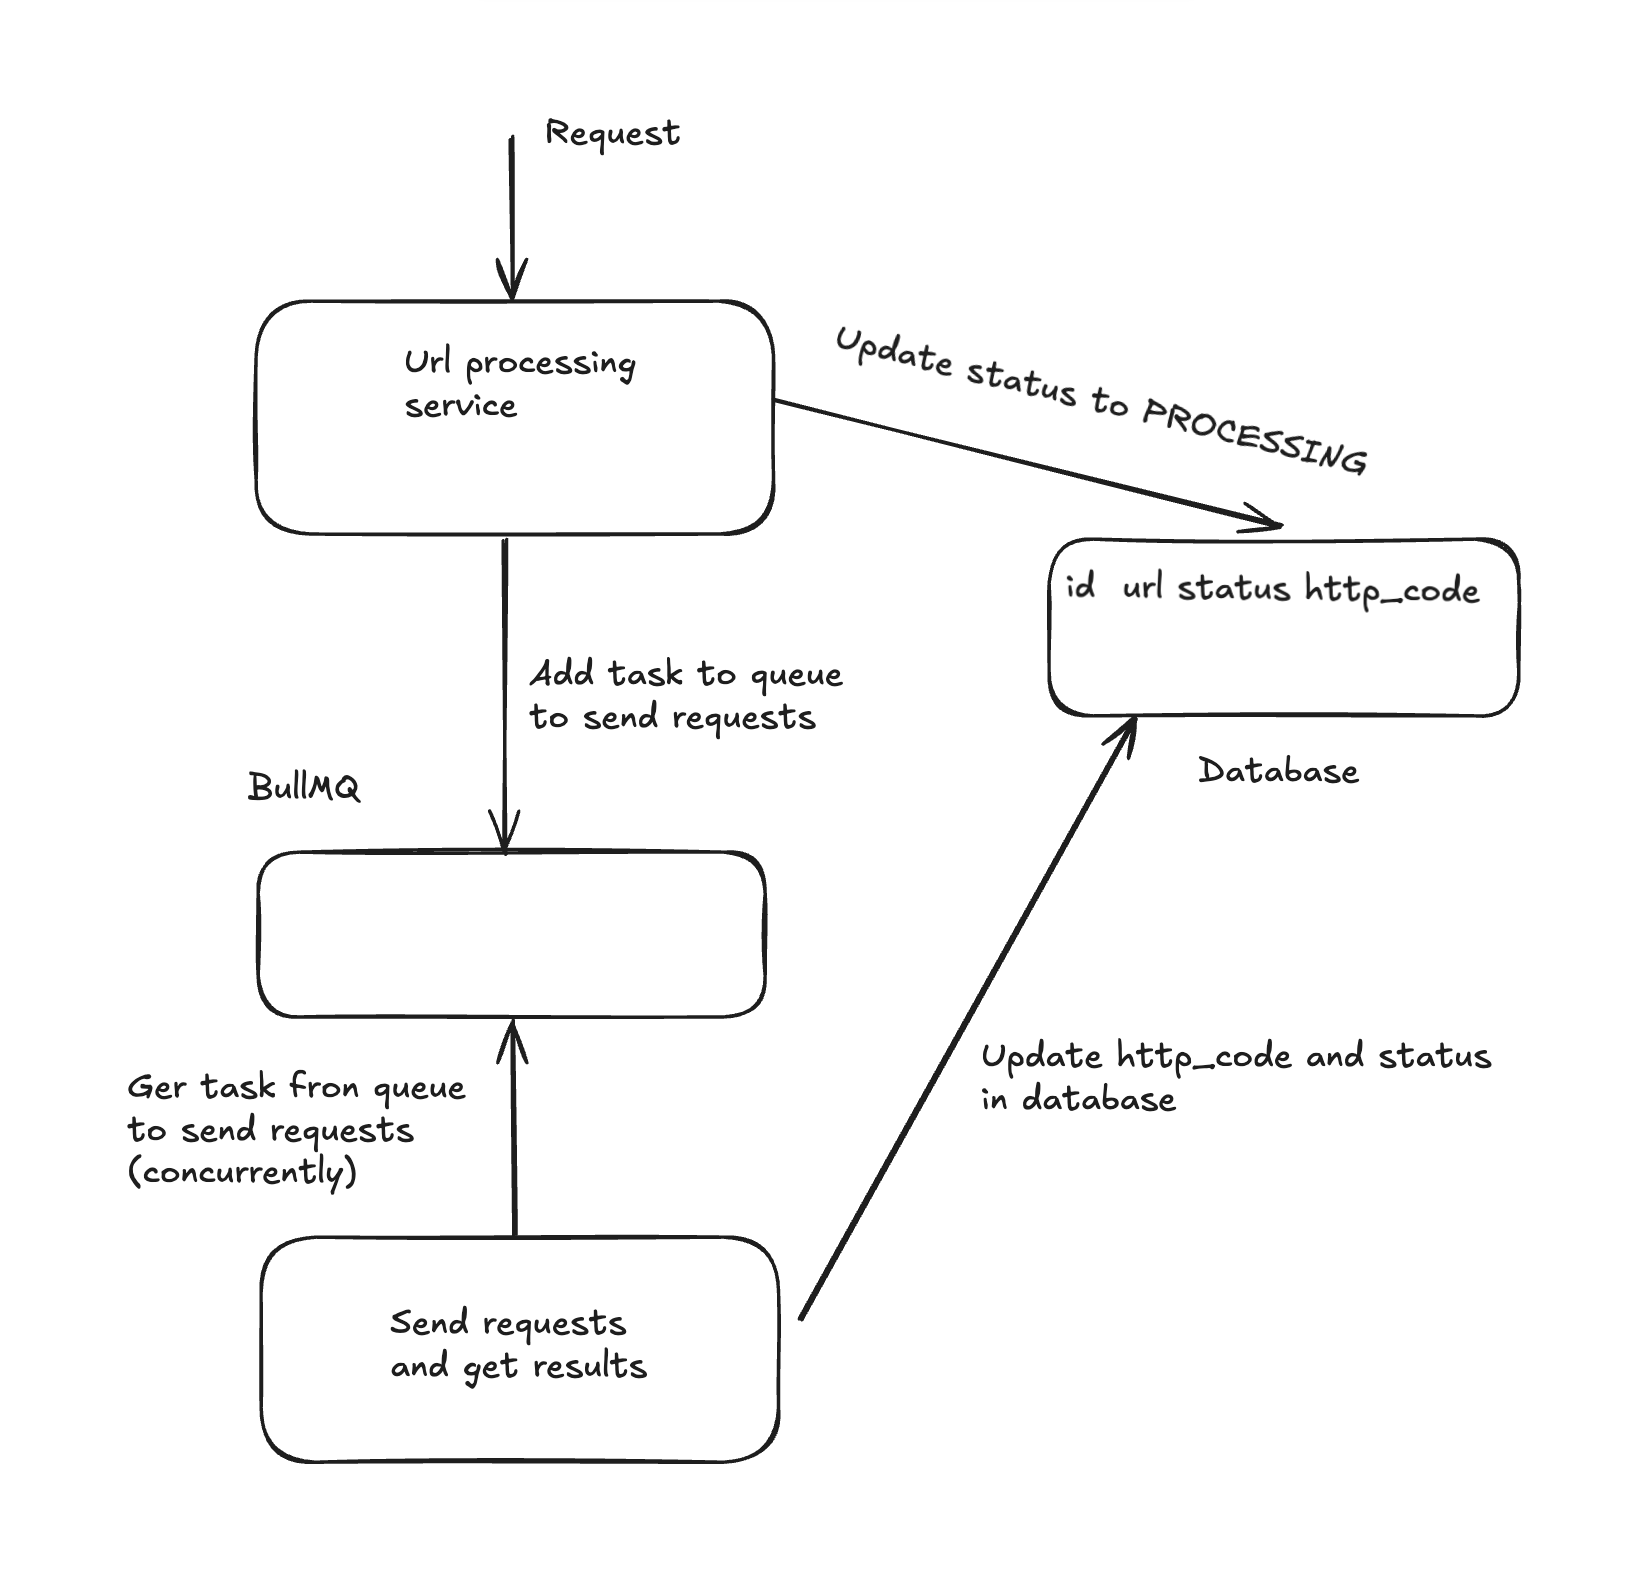 Request
Url processing
service
Update status to PROCESSING
id url status http_code
Add task to queue
to send requests
Database
BullMQ
Ger task fron queue
to send requests
(concurrently)
Update http_code and status
in database
Send requests
and get results